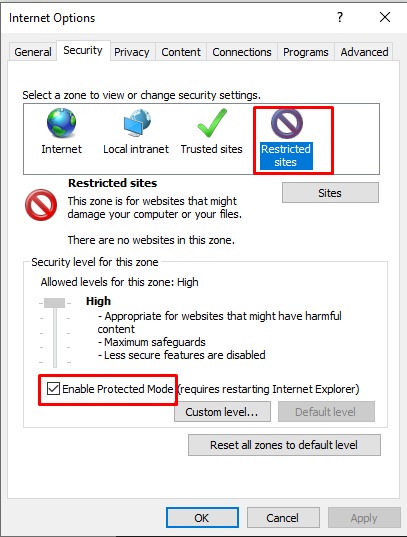 Internet Options
?
General
Security
Privacy
Content
Connections
Programs
Advanced
Select a zone to view or change security settings.
Internet
Local intranet
Trusted sites
Restricted
sites
Restricted sites
Sites
This zone is for websites that might
damage your computer or your files.
There are no websites in this zone.
Security level for this zone
Allowed levels for this zone: High
High
- Appropriate for websites that might have harmful
content
- Maximum safeguards
- Less secure features are disabled
Enable Protected Mode (requires restarting Internet Explorer)
Custom level...
Default level
Reset all zones to default level
OK
Cancel
Apply